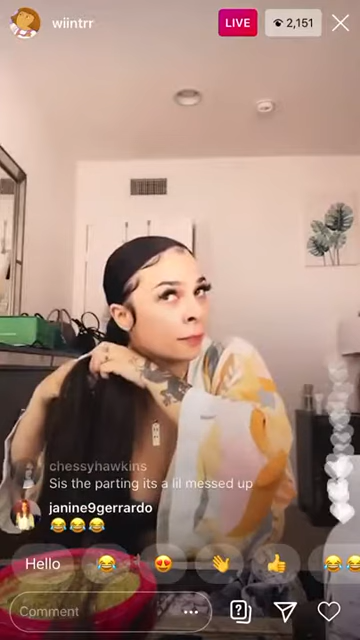 wiintrr
LIVE
2,151
chessyhawkins
Sis the parting its a lil messed up
janine9gerrardo
😂😂😂
Hello 😂 😍 👋 👍 😂😂
Comment